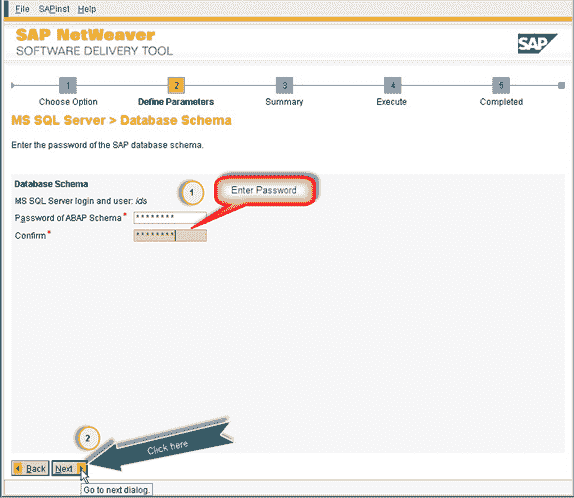 File SAPinst Help
SAP NetWeaver
SOFTWARE DELIVERY TOOL
SAP
1 2 3 4 5
Choose Option Define Parameters Summary Execute Completed
MS SQL Server > Database Schema
Enter the password of the SAP database schema.
Database Schema
1
Enter Password
MS SQL Server login and user: ids
Password of ABAP Schema* ********
Confirm* ********
2
Click here
Back Next
Go to next dialog.